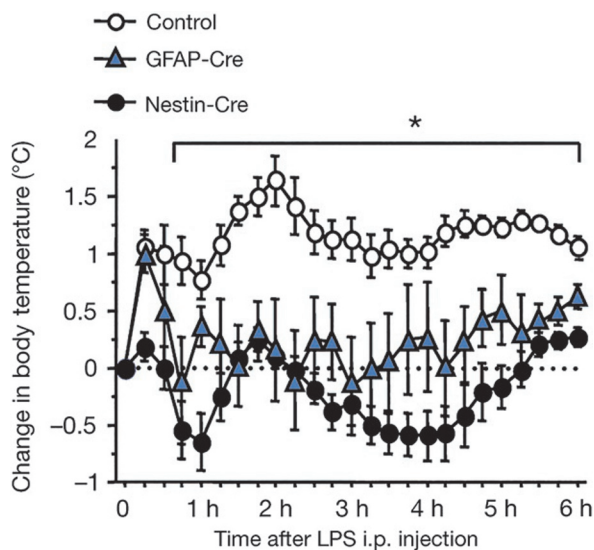 Control
GFAP-Cre
Nestin-Cre
*
Change in body temperature (°C)
2
1.5
1
0.5
0
−0.5
−1
0 1 h 2 h 3 h 4 h 5 h 6 h
Time after LPS i.p. injection